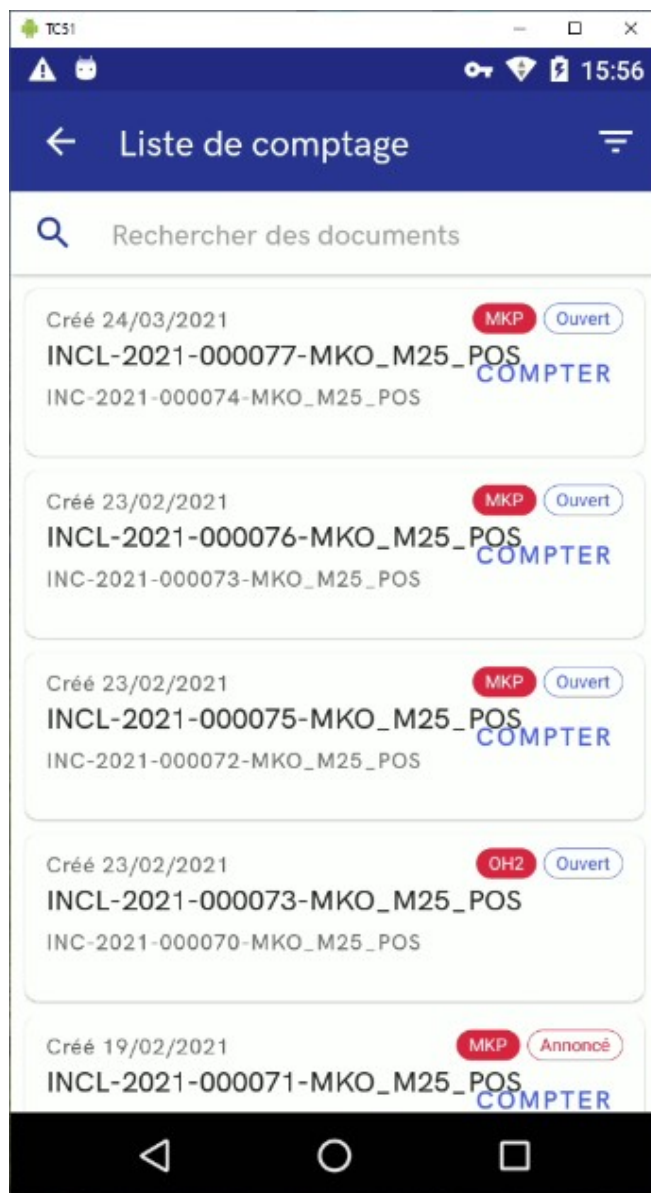 TC51
15:56
Liste de comptage
Rechercher des documents
Créé 24/03/2021 MKP Ouvert
INCL-2021-000077-MKO_M25_POS
COMPTER
INC-2021-000074-MKO_M25_POS
Créé 23/02/2021 MKP Ouvert
INCL-2021-000076-MKO_M25_POS
COMPTER
INC-2021-000073-MKO_M25_POS
Créé 23/02/2021 MKP Ouvert
INCL-2021-000075-MKO_M25_POS
COMPTER
INC-2021-000072-MKO_M25_POS
Créé 23/02/2021 OH2 Ouvert
INCL-2021-000073-MKO_M25_POS
INC-2021-000070-MKO_M25_POS
Créé 19/02/2021 MKP Annoncé
INCL-2021-000071-MKO_M25_POS
COMPTER